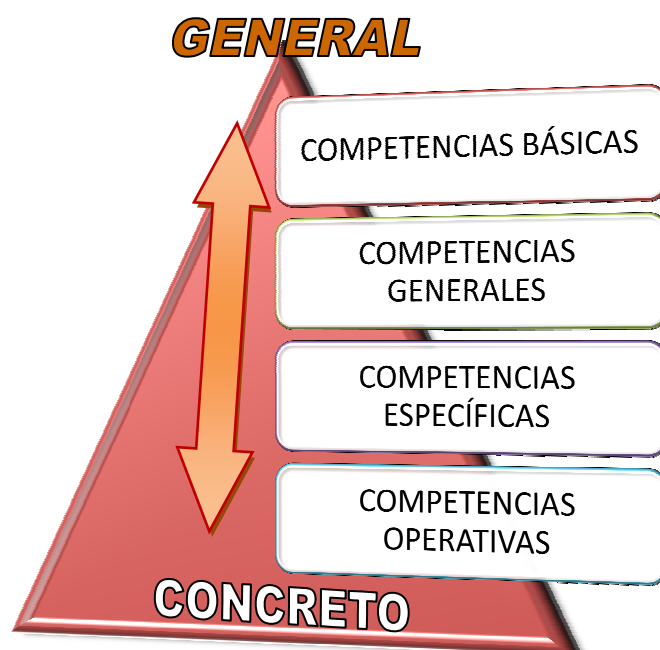 GENERAL
COMPETENCIAS BÁSICAS
COMPETENCIAS
GENERALES
COMPETENCIAS
ESPECÍFICAS
COMPETENCIAS
OPERATIVAS
CONCRETO